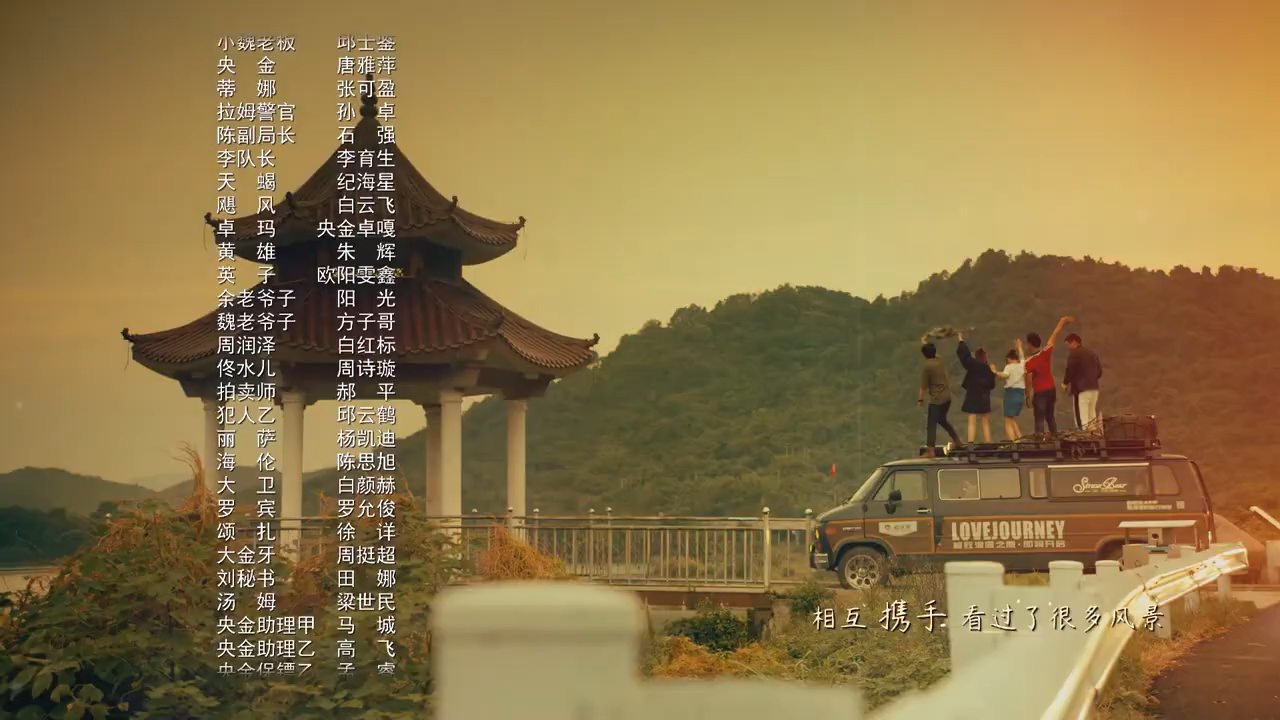 小魏老板 邱士鉴
央金 唐雅萍
蒂娜 张可盈
拉姆警官 孙卓
陈副局长 石强
李队长 李育生
天蝎 纪海星
飓风 白云飞
卓玛 央金卓嘎
黄雄 朱辉
英子 欧阳雯鑫
余老爷子 阳光
魏老爷子 方子哥
周润泽 白红标
佟水儿 周诗璇
拍卖师 郝平
犯人乙 邱云鹤
丽萨 杨凯迪
海伦 陈思旭
大卫 白颜赫
罗宾 罗允俊
颂扎 徐详
大金牙 周挺超
刘秘书 田娜
汤姆 梁世民
央金助理甲 马城
央金助理乙 高飞
央金保镖乙 孟睿
LOVEJOURNEY
相互携手 看过了很多风景